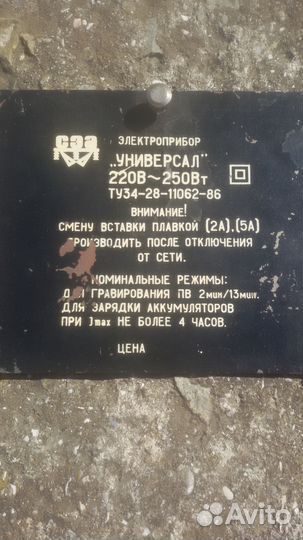 СЭА
ЭЛЕКТРОПРИБОР
„УНИВЕРСАЛ"
220В~250Вт
ТУ34-28-11062-86
ВНИМАНИЕ!
СМЕНУ ВСТАВКИ ПЛАВКОЙ (2А),(5А)
ПРОИЗВОДИТЬ ПОСЛЕ ОТКЛЮЧЕНИЯ
ОТ СЕТИ.
НОМИНАЛЬНЫЕ РЕЖИМЫ:
ДЛЯ ГРАВИРОВАНИЯ ПВ 2мин/13мин.
ДЛЯ ЗАРЯДКИ АККУМУЛЯТОРОВ
ПРИ Jmax НЕ БОЛЕЕ 4 ЧАСОВ.
ЦЕНА
Avito